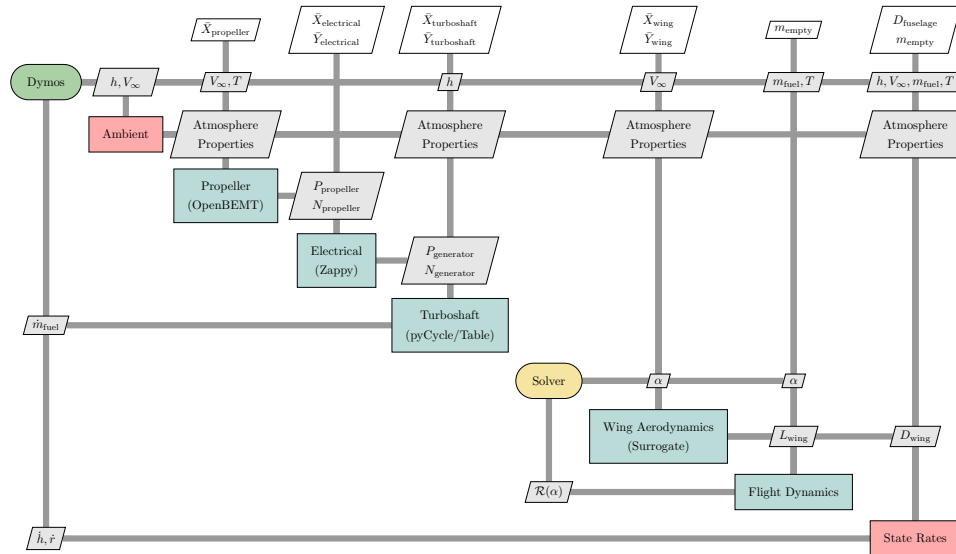 X̄propeller
X̄electrical
Ȳelectrical
X̄turboshaft
Ȳturboshaft
X̄wing
Ȳwing
mempty
Dfuselage
mempty
Dymos
h, V∞
V∞, T
h
V∞
mfuel, T
h, V∞, mfuel, T
Ambient
Atmosphere
Properties
Atmosphere
Properties
Atmosphere
Properties
Atmosphere
Properties
Propeller
(OpenBEMT)
Ppropeller
Npropeller
Electrical
(Zappy)
Pgenerator
Ngenerator
ṁfuel
Turboshaft
(pyCycle/Table)
Solver
α
α
Wing Aerodynamics
(Surrogate)
Lwing
Dwing
R(α)
Flight Dynamics
ḣ, ṙ
State Rates